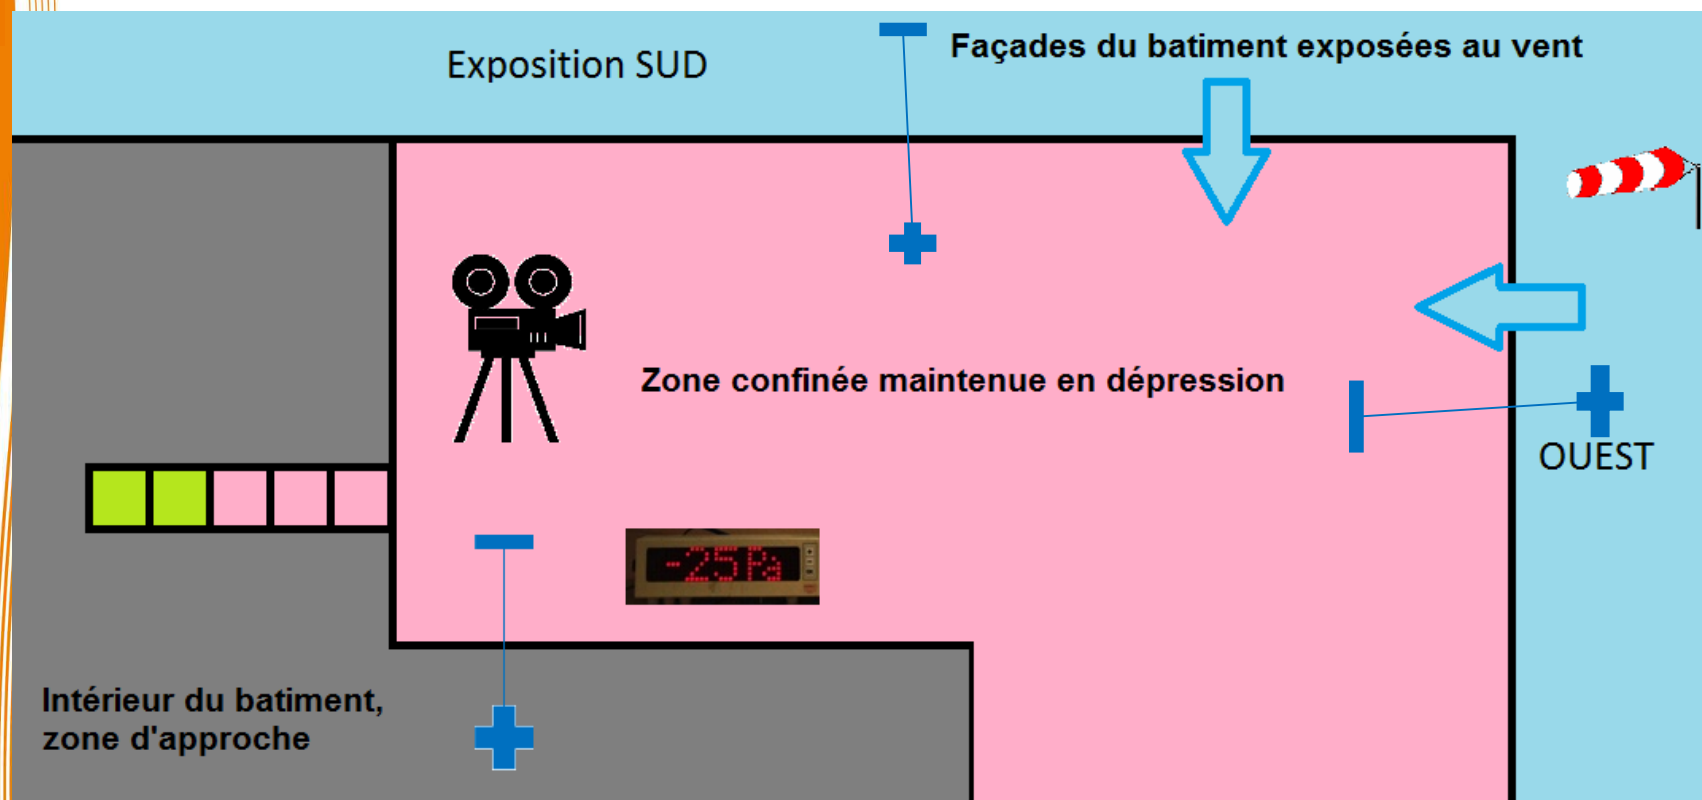 Exposition SUD
Façades du batiment exposées au vent
Zone confinée maintenue en dépression
OUEST
-25Pa
Intérieur du batiment,
zone d'approche